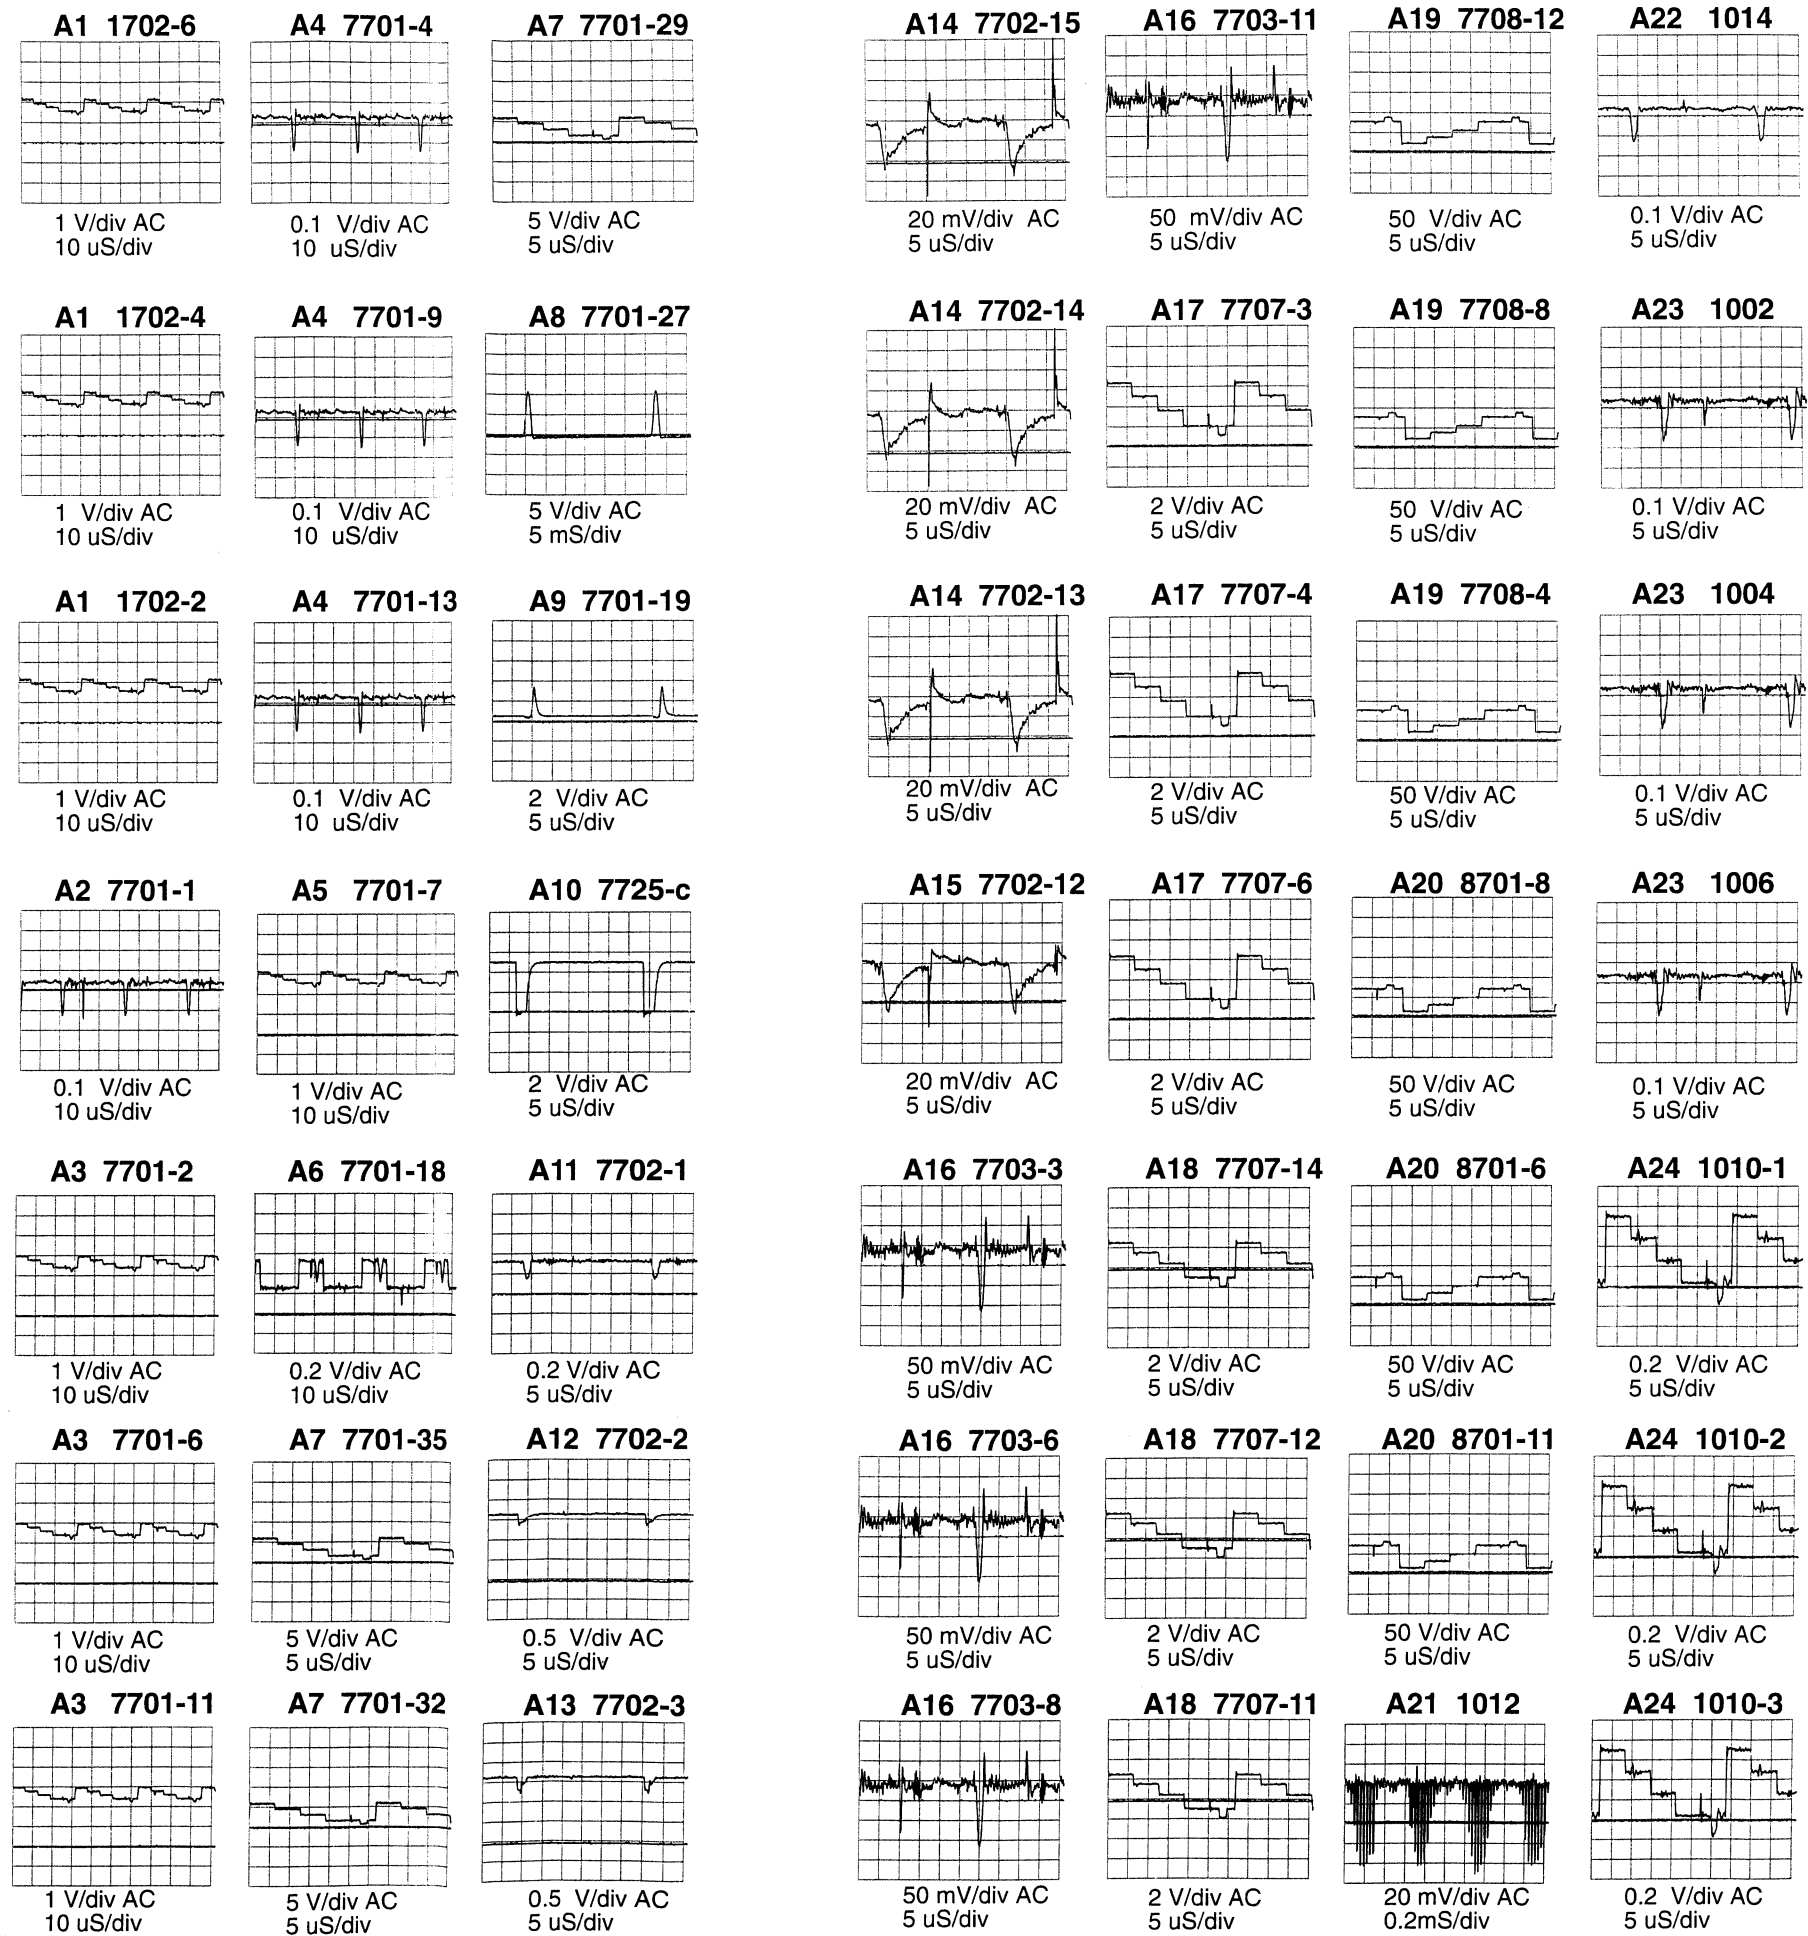 A1 1702-6
1 V/div AC
10 uS/div
A4 7701-4
0.1 V/div AC
10 uS/div
A7 7701-29
5 V/div AC
5 uS/div
A14 7702-15
20 mV/div AC
5 uS/div
A16 7703-11
50 mV/div AC
5 uS/div
A19 7708-12
50 V/div AC
5 uS/div
A22 1014
0.1 V/div AC
5 uS/div
A1 1702-4
1 V/div AC
10 uS/div
A4 7701-9
0.1 V/div AC
10 uS/div
A8 7701-27
5 V/div AC
5 mS/div
A14 7702-14
20 mV/div AC
5 uS/div
A17 7707-3
2 V/div AC
5 uS/div
A19 7708-8
50 V/div AC
5 uS/div
A23 1002
0.1 V/div AC
5 uS/div
A1 1702-2
1 V/div AC
10 uS/div
A4 7701-13
0.1 V/div AC
10 uS/div
A9 7701-19
2 V/div AC
5 uS/div
A14 7702-13
20 mV/div AC
5 uS/div
A17 7707-4
2 V/div AC
5 uS/div
A19 7708-4
50 V/div AC
5 uS/div
A23 1004
0.1 V/div AC
5 uS/div
A2 7701-1
0.1 V/div AC
10 uS/div
A5 7701-7
1 V/div AC
10 uS/div
A10 7725-c
2 V/div AC
5 uS/div
A15 7702-12
20 mV/div AC
5 uS/div
A17 7707-6
2 V/div AC
5 uS/div
A20 8701-8
50 V/div AC
5 uS/div
A23 1006
0.1 V/div AC
5 uS/div
A3 7701-2
1 V/div AC
10 uS/div
A6 7701-18
0.2 V/div AC
10 uS/div
A11 7702-1
0.2 V/div AC
5 uS/div
A16 7703-3
50 mV/div AC
5 uS/div
A18 7707-14
2 V/div AC
5 uS/div
A20 8701-6
50 V/div AC
5 uS/div
A24 1010-1
0.2 V/div AC
5 uS/div
A3 7701-6
1 V/div AC
10 uS/div
A7 7701-35
5 V/div AC
5 uS/div
A12 7702-2
0.5 V/div AC
5 uS/div
A16 7703-6
50 mV/div AC
5 uS/div
A18 7707-12
2 V/div AC
5 uS/div
A20 8701-11
50 V/div AC
5 uS/div
A24 1010-2
0.2 V/div AC
5 uS/div
A3 7701-11
1 V/div AC
10 uS/div
A7 7701-32
5 V/div AC
5 uS/div
A13 7702-3
0.5 V/div AC
5 uS/div
A16 7703-8
50 mV/div AC
5 uS/div
A18 7707-11
2 V/div AC
5 uS/div
A21 1012
20 mV/div AC
0.2mS/div
A24 1010-3
0.2 V/div AC
5 uS/div